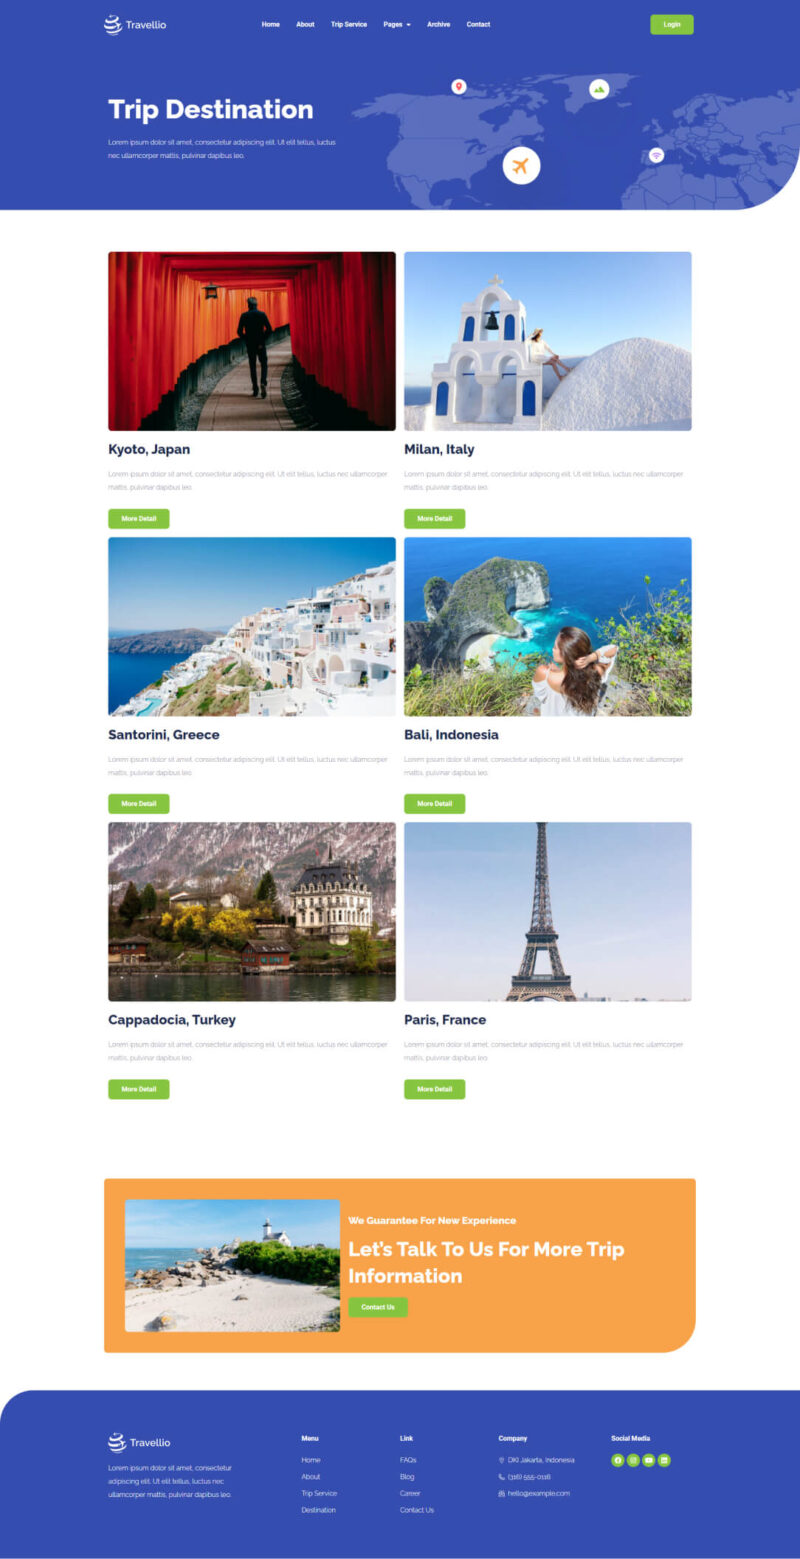 Travellio
Home About Trip Service Pages Archive Contact
Login
Trip Destination
Lorem ipsum dolor sit amet, consectetur adipiscing elit. Ut elit tellus, luctus
nec ullamcorper mattis, pulvinar dapibus leo.
Kyoto, Japan
Lorem ipsum dolor sit amet, consectetur adipiscing elit. Ut elit tellus, luctus nec ullamcorper
mattis, pulvinar dapibus leo.
More Detail
Milan, Italy
Lorem ipsum dolor sit amet, consectetur adipiscing elit. Ut elit tellus, luctus nec ullamcorper
mattis, pulvinar dapibus leo.
More Detail
Santorini, Greece
Lorem ipsum dolor sit amet, consectetur adipiscing elit. Ut elit tellus, luctus nec ullamcorper
mattis, pulvinar dapibus leo.
More Detail
Bali, Indonesia
Lorem ipsum dolor sit amet, consectetur adipiscing elit. Ut elit tellus, luctus nec ullamcorper
mattis, pulvinar dapibus leo.
More Detail
Cappadocia, Turkey
Lorem ipsum dolor sit amet, consectetur adipiscing elit. Ut elit tellus, luctus nec ullamcorper
mattis, pulvinar dapibus leo.
More Detail
Paris, France
Lorem ipsum dolor sit amet, consectetur adipiscing elit. Ut elit tellus, luctus nec ullamcorper
mattis, pulvinar dapibus leo.
More Detail
We Guarantee For New Experience
Let's Talk To Us For More Trip
Information
Contact Us
Travellio
Lorem ipsum dolor sit amet, consectetur
adipiscing elit. Ut elit tellus, luctus nec
ullamcorper mattis, pulvinar dapibus leo.
Menu
Home
About
Trip Service
Destination
Link
FAQs
Blog
Career
Contact Us
Company
DKI Jakarta, Indonesia
(316) 555-0116
hello@example.com
Social Media